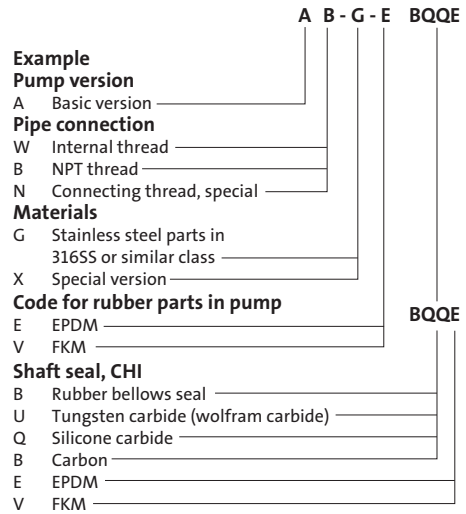 A B - G - E BQQE
Example
Pump version
A Basic version
Pipe connection
W Internal thread
B NPT thread
N Connecting thread, special
Materials
G Stainless steel parts in
316SS or similar class
X Special version
Code for rubber parts in pump
BQQE
E EPDM
V FKM
Shaft seal, CHI
B Rubber bellows seal
U Tungsten carbide (wolfram carbide)
Q Silicone carbide
B Carbon
E EPDM
V FKM